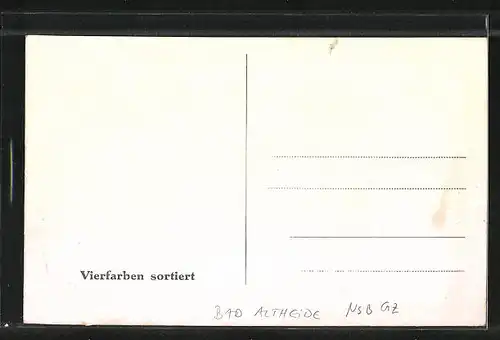 Vierfarben sortiert
BAD ALTHEIDE NSB GZ